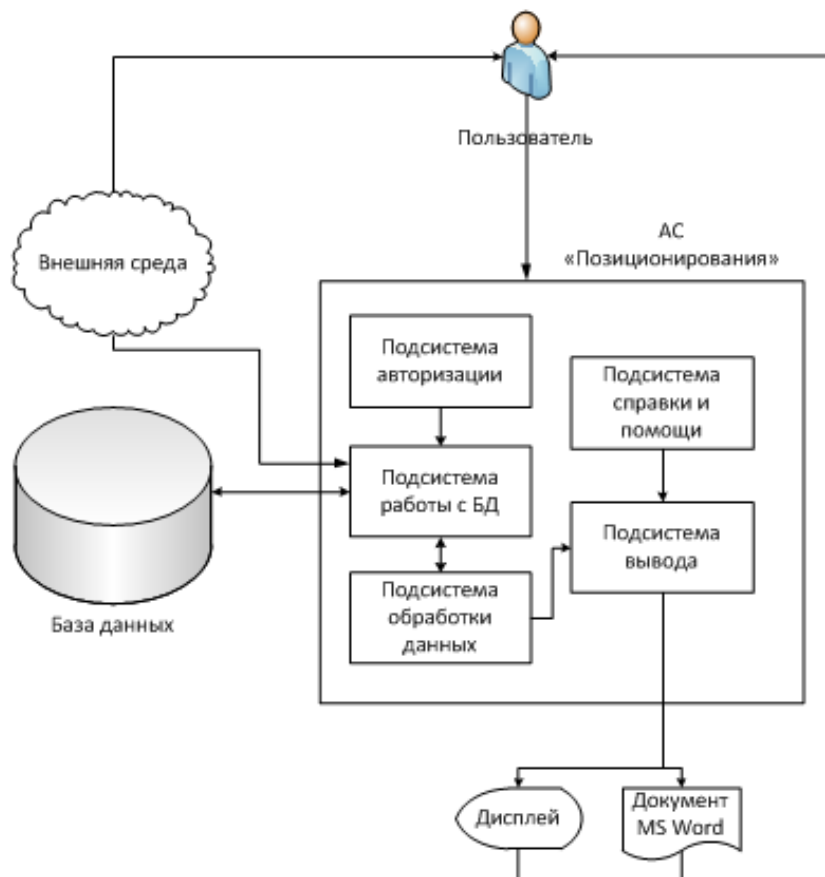 Пользователь
АС
«Позиционирования»
Внешняя среда
Подсистема
авторизации
Подсистема
справки и
помощи
Подсистема
работы с БД
Подсистема
вывода
Подсистема
обработки
данных
База данных
Дисплей
Документ
MS Word